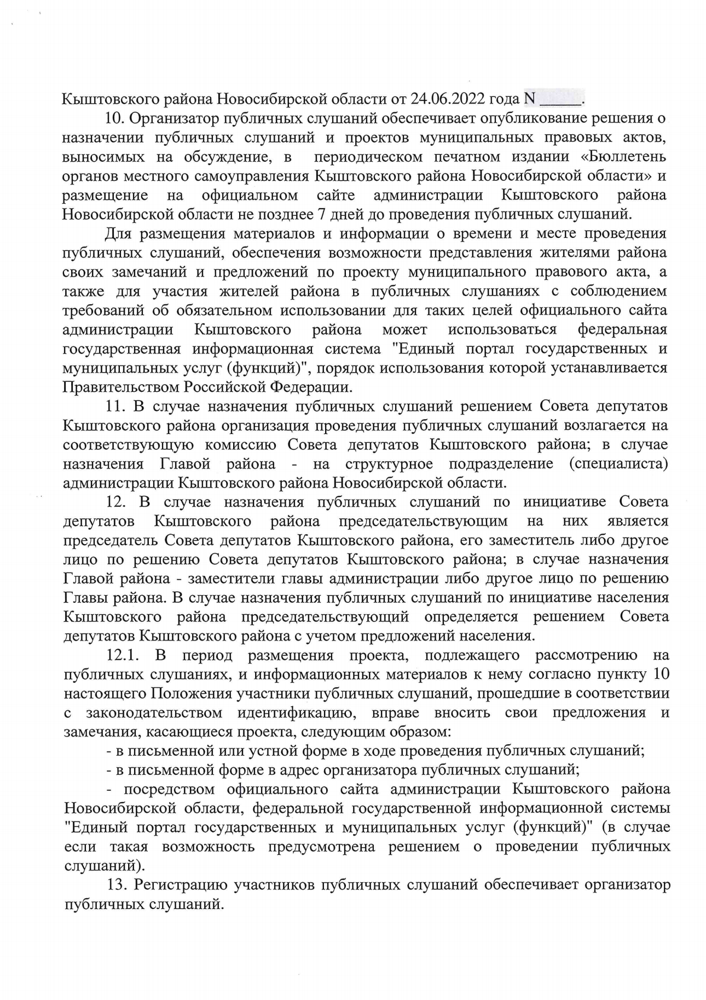 Кыштовского района Новосибирской области от 24.06.2022 года N _____.
10. Организатор публичных слушаний обеспечивает опубликование решения о
назначении публичных слушаний и проектов муниципальных правовых актов,
выносимых на обсуждение, в периодическом печатном издании «Бюллетень
органов местного самоуправления Кыштовского района Новосибирской области» и
размещение на официальном сайте администрации Кыштовского района
Новосибирской области не позднее 7 дней до проведения публичных слушаний.
Для размещения материалов и информации о времени и месте проведения
публичных слушаний, обеспечения возможности представления жителями района
своих замечаний и предложений по проекту муниципального правового акта, а
также для участия жителей района в публичных слушаниях с соблюдением
требований об обязательном использовании для таких целей официального сайта
администрации Кыштовского района может использоваться федеральная
государственная информационная система "Единый портал государственных и
муниципальных услуг (функций)", порядок использования которой устанавливается
Правительством Российской Федерации.
11. В случае назначения публичных слушаний решением Совета депутатов
Кыштовского района организация проведения публичных слушаний возлагается на
соответствующую комиссию Совета депутатов Кыштовского района; в случае
назначения Главой района - на структурное подразделение (специалиста)
администрации Кыштовского района Новосибирской области.
12. В случае назначения публичных слушаний по инициативе Совета
депутатов Кыштовского района председательствующим на них является
председатель Совета депутатов Кыштовского района, его заместитель либо другое
лицо по решению Совета депутатов Кыштовского района; в случае назначения
Главой района - заместители главы администрации либо другое лицо по решению
Главы района. В случае назначения публичных слушаний по инициативе населения
Кыштовского района председательствующий определяется решением Совета
депутатов Кыштовского района с учетом предложений населения.
12.1. В период размещения проекта, подлежащего рассмотрению на
публичных слушаниях, и информационных материалов к нему согласно пункту 10
настоящего Положения участники публичных слушаний, прошедшие в соответствии
с законодательством идентификацию, вправе вносить свои предложения и
замечания, касающиеся проекта, следующим образом:
- в письменной или устной форме в ходе проведения публичных слушаний;
- в письменной форме в адрес организатора публичных слушаний;
- посредством официального сайта администрации Кыштовского района
Новосибирской области, федеральной государственной информационной системы
"Единый портал государственных и муниципальных услуг (функций)" (в случае
если такая возможность предусмотрена решением о проведении публичных
слушаний).
13. Регистрацию участников публичных слушаний обеспечивает организатор
публичных слушаний.